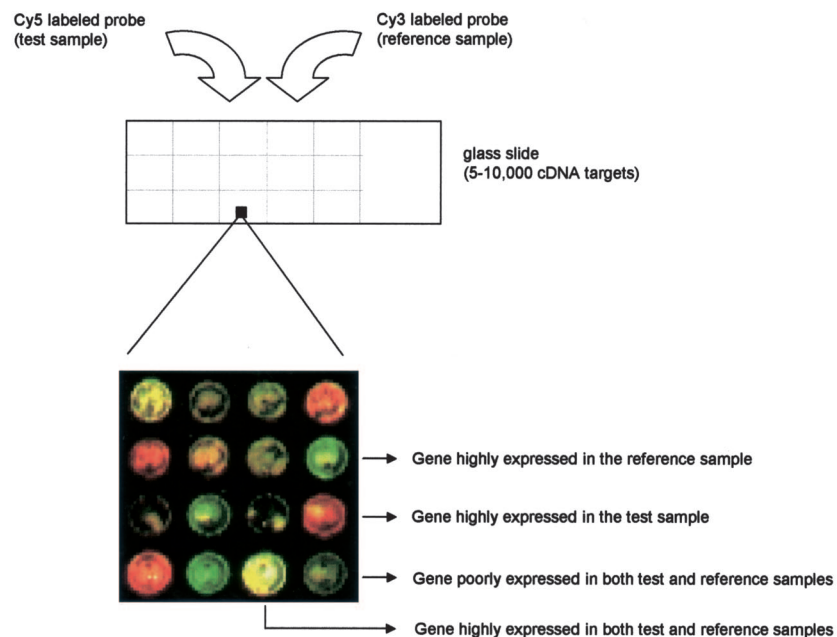 Cy5 labeled probe
(test sample)
Cy3 labeled probe
(reference sample)
glass slide
(5-10,000 cDNA targets)
Gene highly expressed in the reference sample
Gene highly expressed in the test sample
Gene poorly expressed in both test and reference samples
Gene highly expressed in both test and reference samples